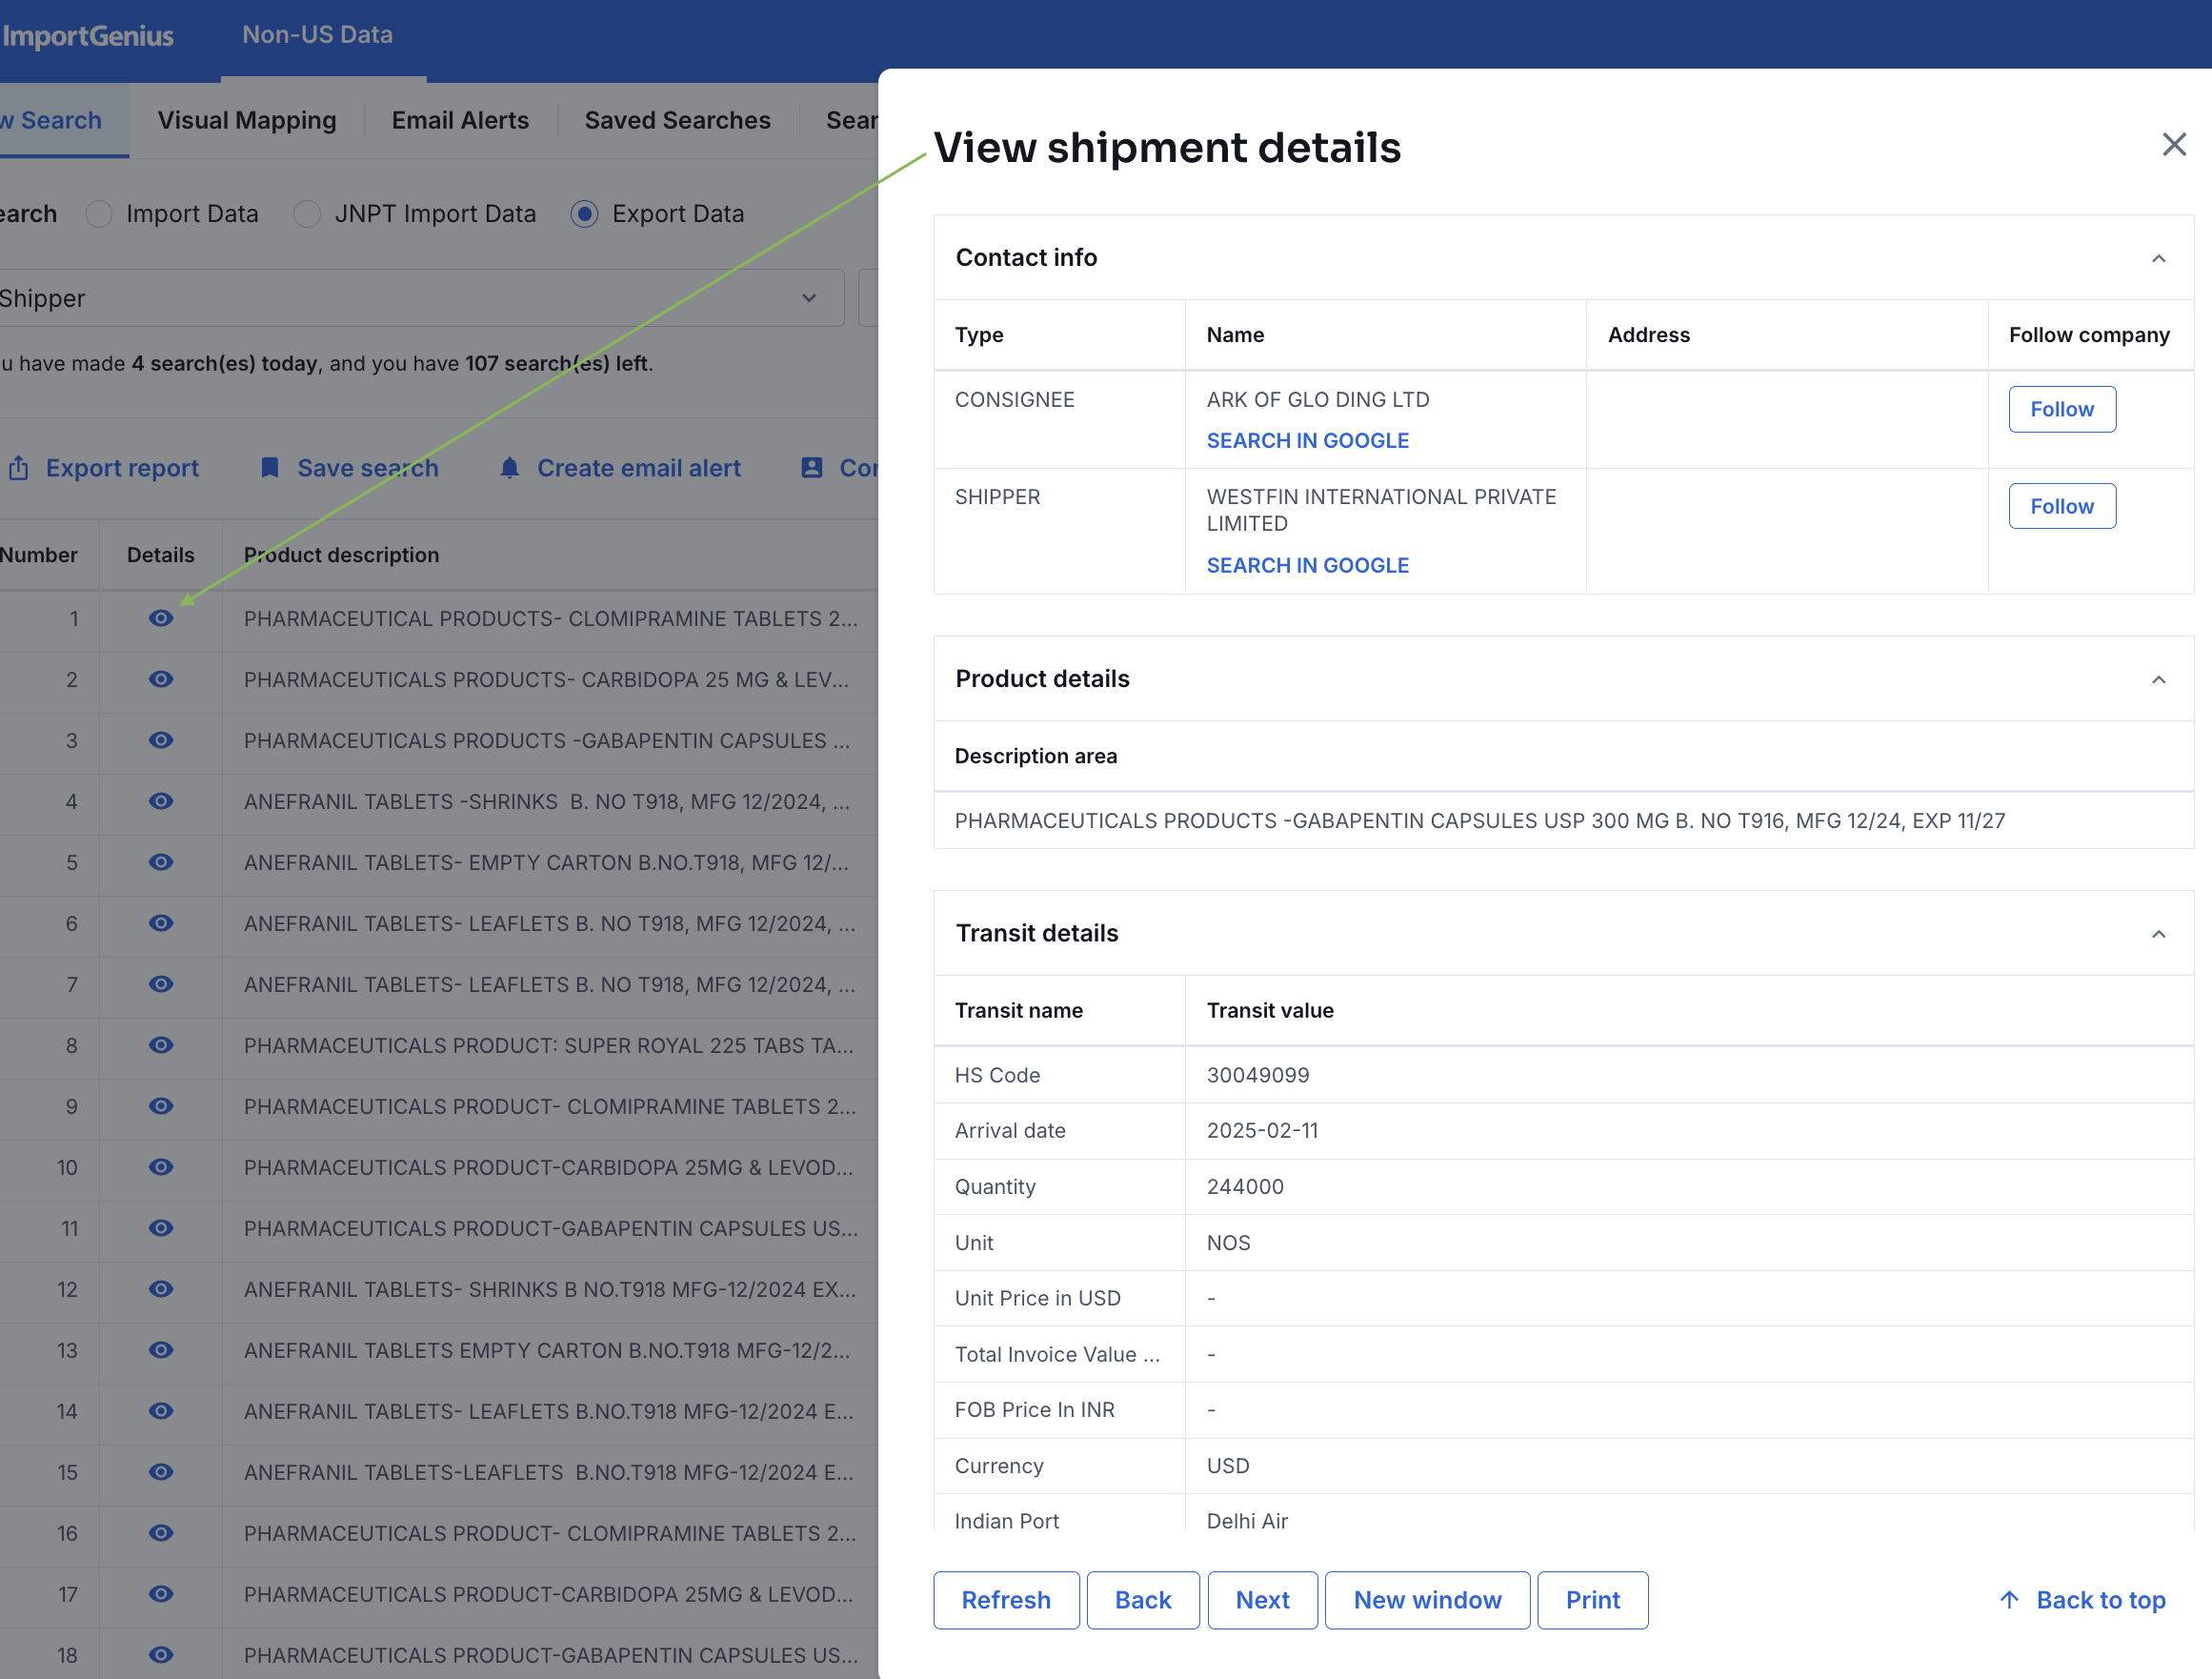 ImportGenius
Non-US Data
w Search
Visual Mapping
Email Alerts
Saved Searches
Sear
earch
Import Data
JNPT Import Data
Export Data
Shipper
u have made 4 search(es) today, and you have 107 search(es) left.
Export report
Save search
Create email alert
Con
Number
Details
Product description
1
PHARMACEUTICAL PRODUCTS- CLOMIPRAMINE TABLETS 2...
2
PHARMACEUTICALS PRODUCTS- CARBIDOPA 25 MG & LEV...
3
PHARMACEUTICALS PRODUCTS -GABAPENTIN CAPSULES ...
4
ANEFRANIL TABLETS -SHRINKS  B. NO T918, MFG 12/2024, ...
5
ANEFRANIL TABLETS- EMPTY CARTON B.NO.T918, MFG 12/...
6
ANEFRANIL TABLETS- LEAFLETS B. NO T918, MFG 12/2024, ...
7
ANEFRANIL TABLETS- LEAFLETS B. NO T918, MFG 12/2024, ...
8
PHARMACEUTICALS PRODUCT: SUPER ROYAL 225 TABS TA...
9
PHARMACEUTICALS PRODUCT- CLOMIPRAMINE TABLETS 2...
10
PHARMACEUTICALS PRODUCT-CARBIDOPA 25MG & LEVOD...
11
PHARMACEUTICALS PRODUCT-GABAPENTIN CAPSULES US...
12
ANEFRANIL TABLETS- SHRINKS B NO.T918 MFG-12/2024 EX...
13
ANEFRANIL TABLETS EMPTY CARTON B.NO.T918 MFG-12/2...
14
ANEFRANIL TABLETS- LEAFLETS B.NO.T918 MFG-12/2024 E...
15
ANEFRANIL TABLETS-LEAFLETS  B.NO.T918 MFG-12/2024 E...
16
PHARMACEUTICALS PRODUCT- CLOMIPRAMINE TABLETS 2...
17
PHARMACEUTICALS PRODUCT-CARBIDOPA 25MG & LEVOD...
18
PHARMACEUTICALS PRODUCT-GABAPENTIN CAPSULES US...
View shipment details
Contact info
Type
Name
Address
Follow company
CONSIGNEE
ARK OF GLO DING LTD
SEARCH IN GOOGLE
Follow
SHIPPER
WESTFIN INTERNATIONAL PRIVATE
LIMITED
SEARCH IN GOOGLE
Follow
Product details
Description area
PHARMACEUTICALS PRODUCTS -GABAPENTIN CAPSULES USP 300 MG B. NO T916, MFG 12/24, EXP 11/27
Transit details
Transit name
Transit value
HS Code
30049099
Arrival date
2025-02-11
Quantity
244000
Unit
NOS
Unit Price in USD
-
Total Invoice Value ...
-
FOB Price In INR
-
Currency
USD
Indian Port
Delhi Air
Refresh
Back
Next
New window
Print
Back to top